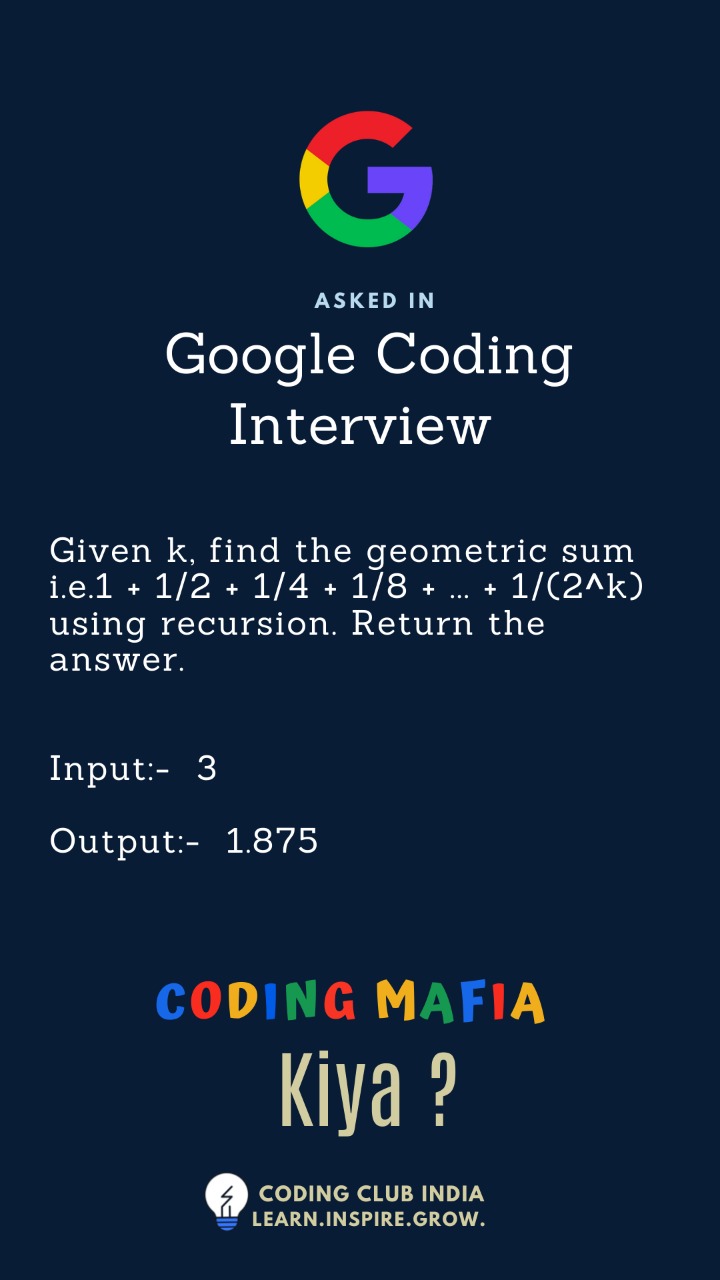 ASKED IN
Google Coding
Interview
Given k, find the geometric sum
i.e.1 + 1/2 + 1/4 + 1/8 + ... + 1/(2^k)
using recursion. Return the
answer.
Input:- 3
Output:- 1.875
CODING MAFIA
Kiya ?
CODING CLUB INDIA
LEARN.INSPIRE.GROW.